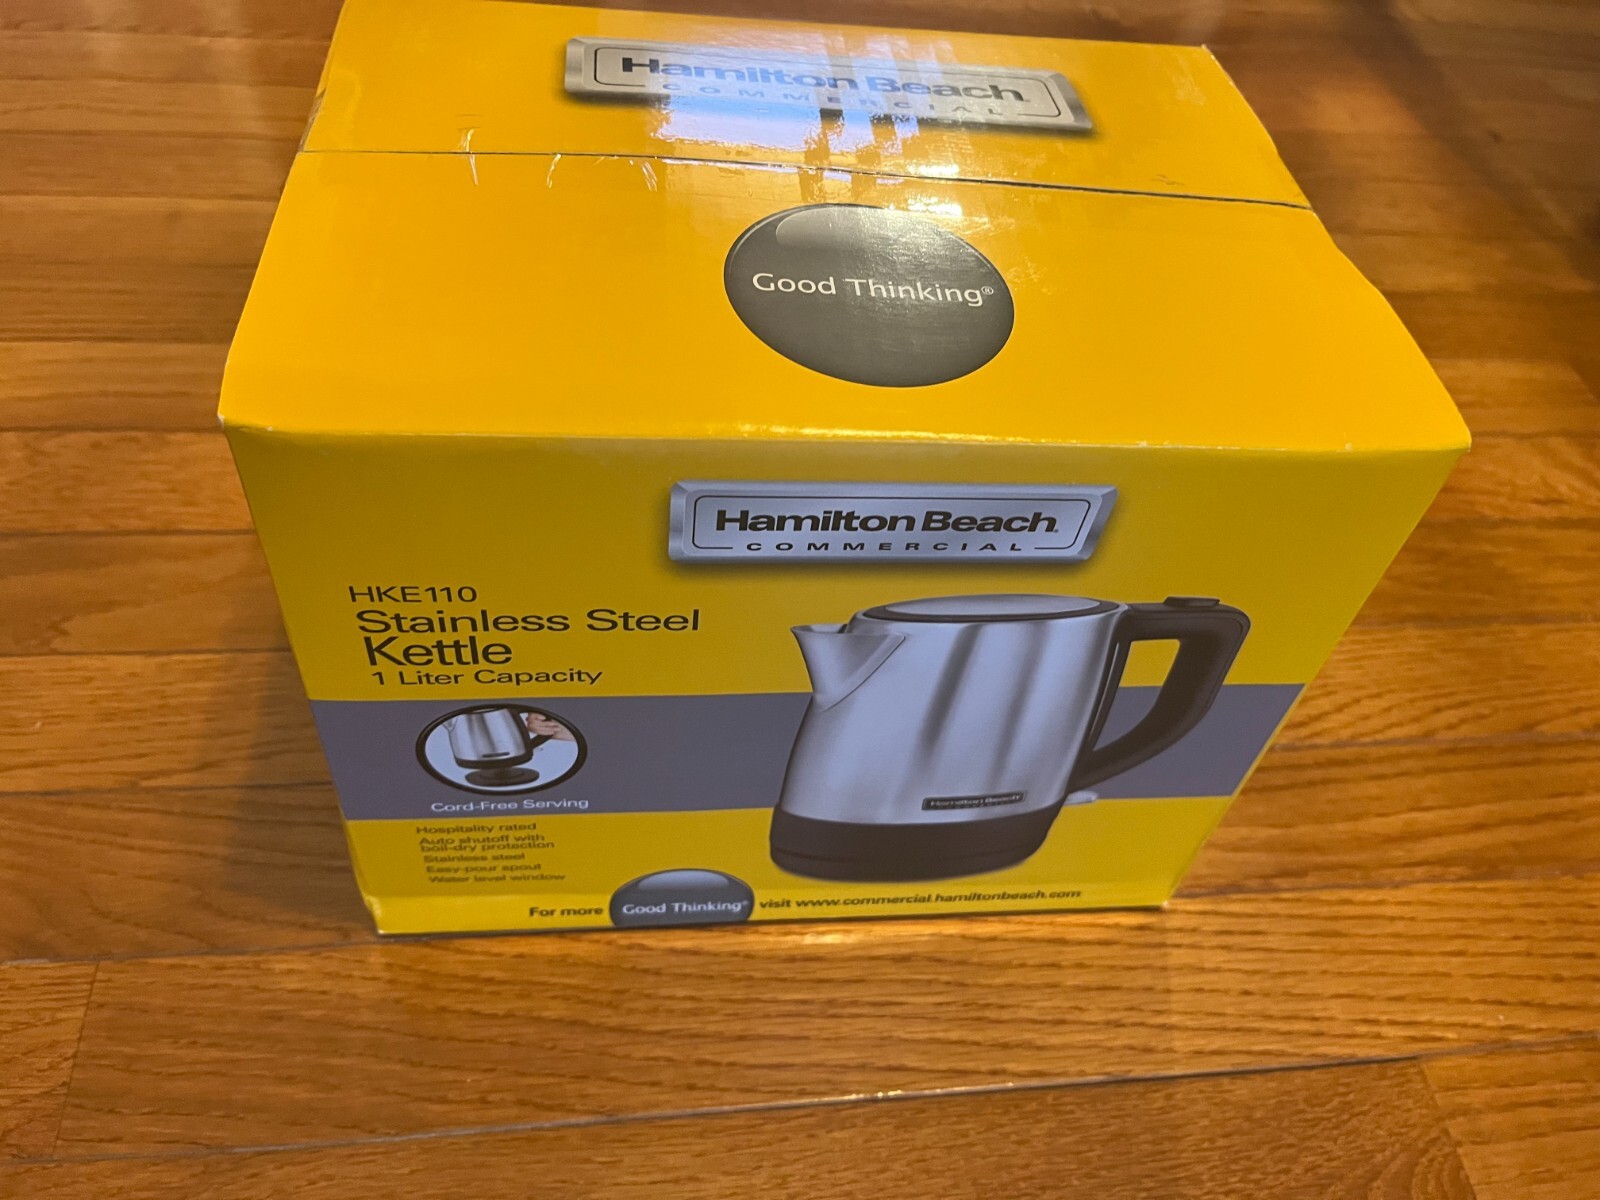 Hamilton Beach
COMMERCIAL
Good Thinking®
Hamilton Beach.
COMMERCIAL
HKE110
Stainless Steel
Kettle
1 Liter Capacity
Cord-Free Serving
Hospitality rated
Auto shutoff with
boil-dry protection
Stainless steel
Easy-pour spout
Water level window
Hamilton Beach
For more Good Thinking® visit www.commercial.hamiltonbeach.com